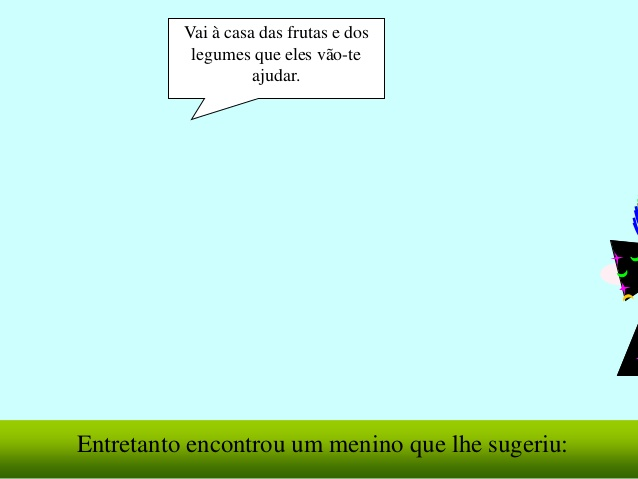 Vai à casa das frutas e dos
legumes que eles vão-te
ajudar.
Entretanto encontrou um menino que lhe sugeriu: